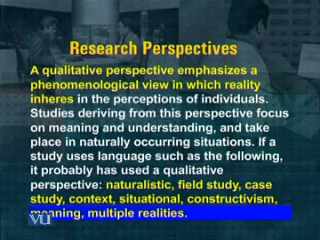 Research Perspectives
A qualitative perspective emphasizes a
phenomenological view in which reality
inheres in the perceptions of individuals.
Studies deriving from this perspective focus
on meaning and understanding, and take
place in naturally occurring situations. If a
study uses language such as the following,
it probably has used a qualitative
perspective: naturalistic, field study, case
study, context, situational, constructivism,
meaning, multiple realities.
VU